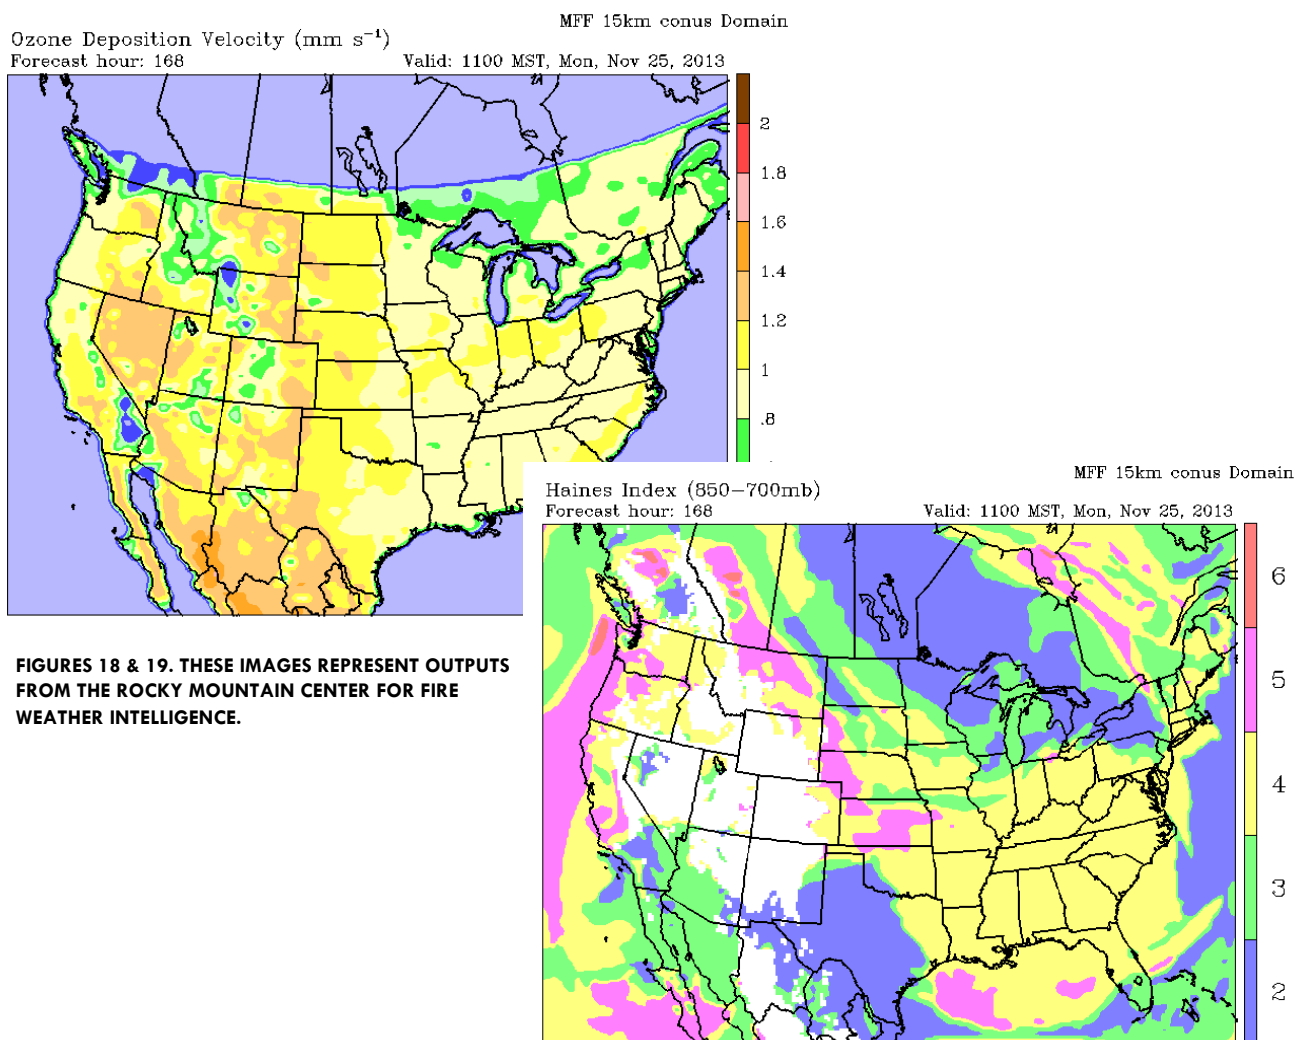 MFF 15km conus Domain
Ozone Deposition Velocity (mm s⁻¹)
Forecast hour: 168
Valid: 1100 MST, Mon, Nov 25, 2013
2
1.8
1.6
1.4
1.2
1
.8
MFF 15km conus Domain
Haines Index (850−700mb)
Forecast hour: 168
Valid: 1100 MST, Mon, Nov 25, 2013
6
5
4
3
2
FIGURES 18 & 19. THESE IMAGES REPRESENT OUTPUTS
FROM THE ROCKY MOUNTAIN CENTER FOR FIRE
WEATHER INTELLIGENCE.